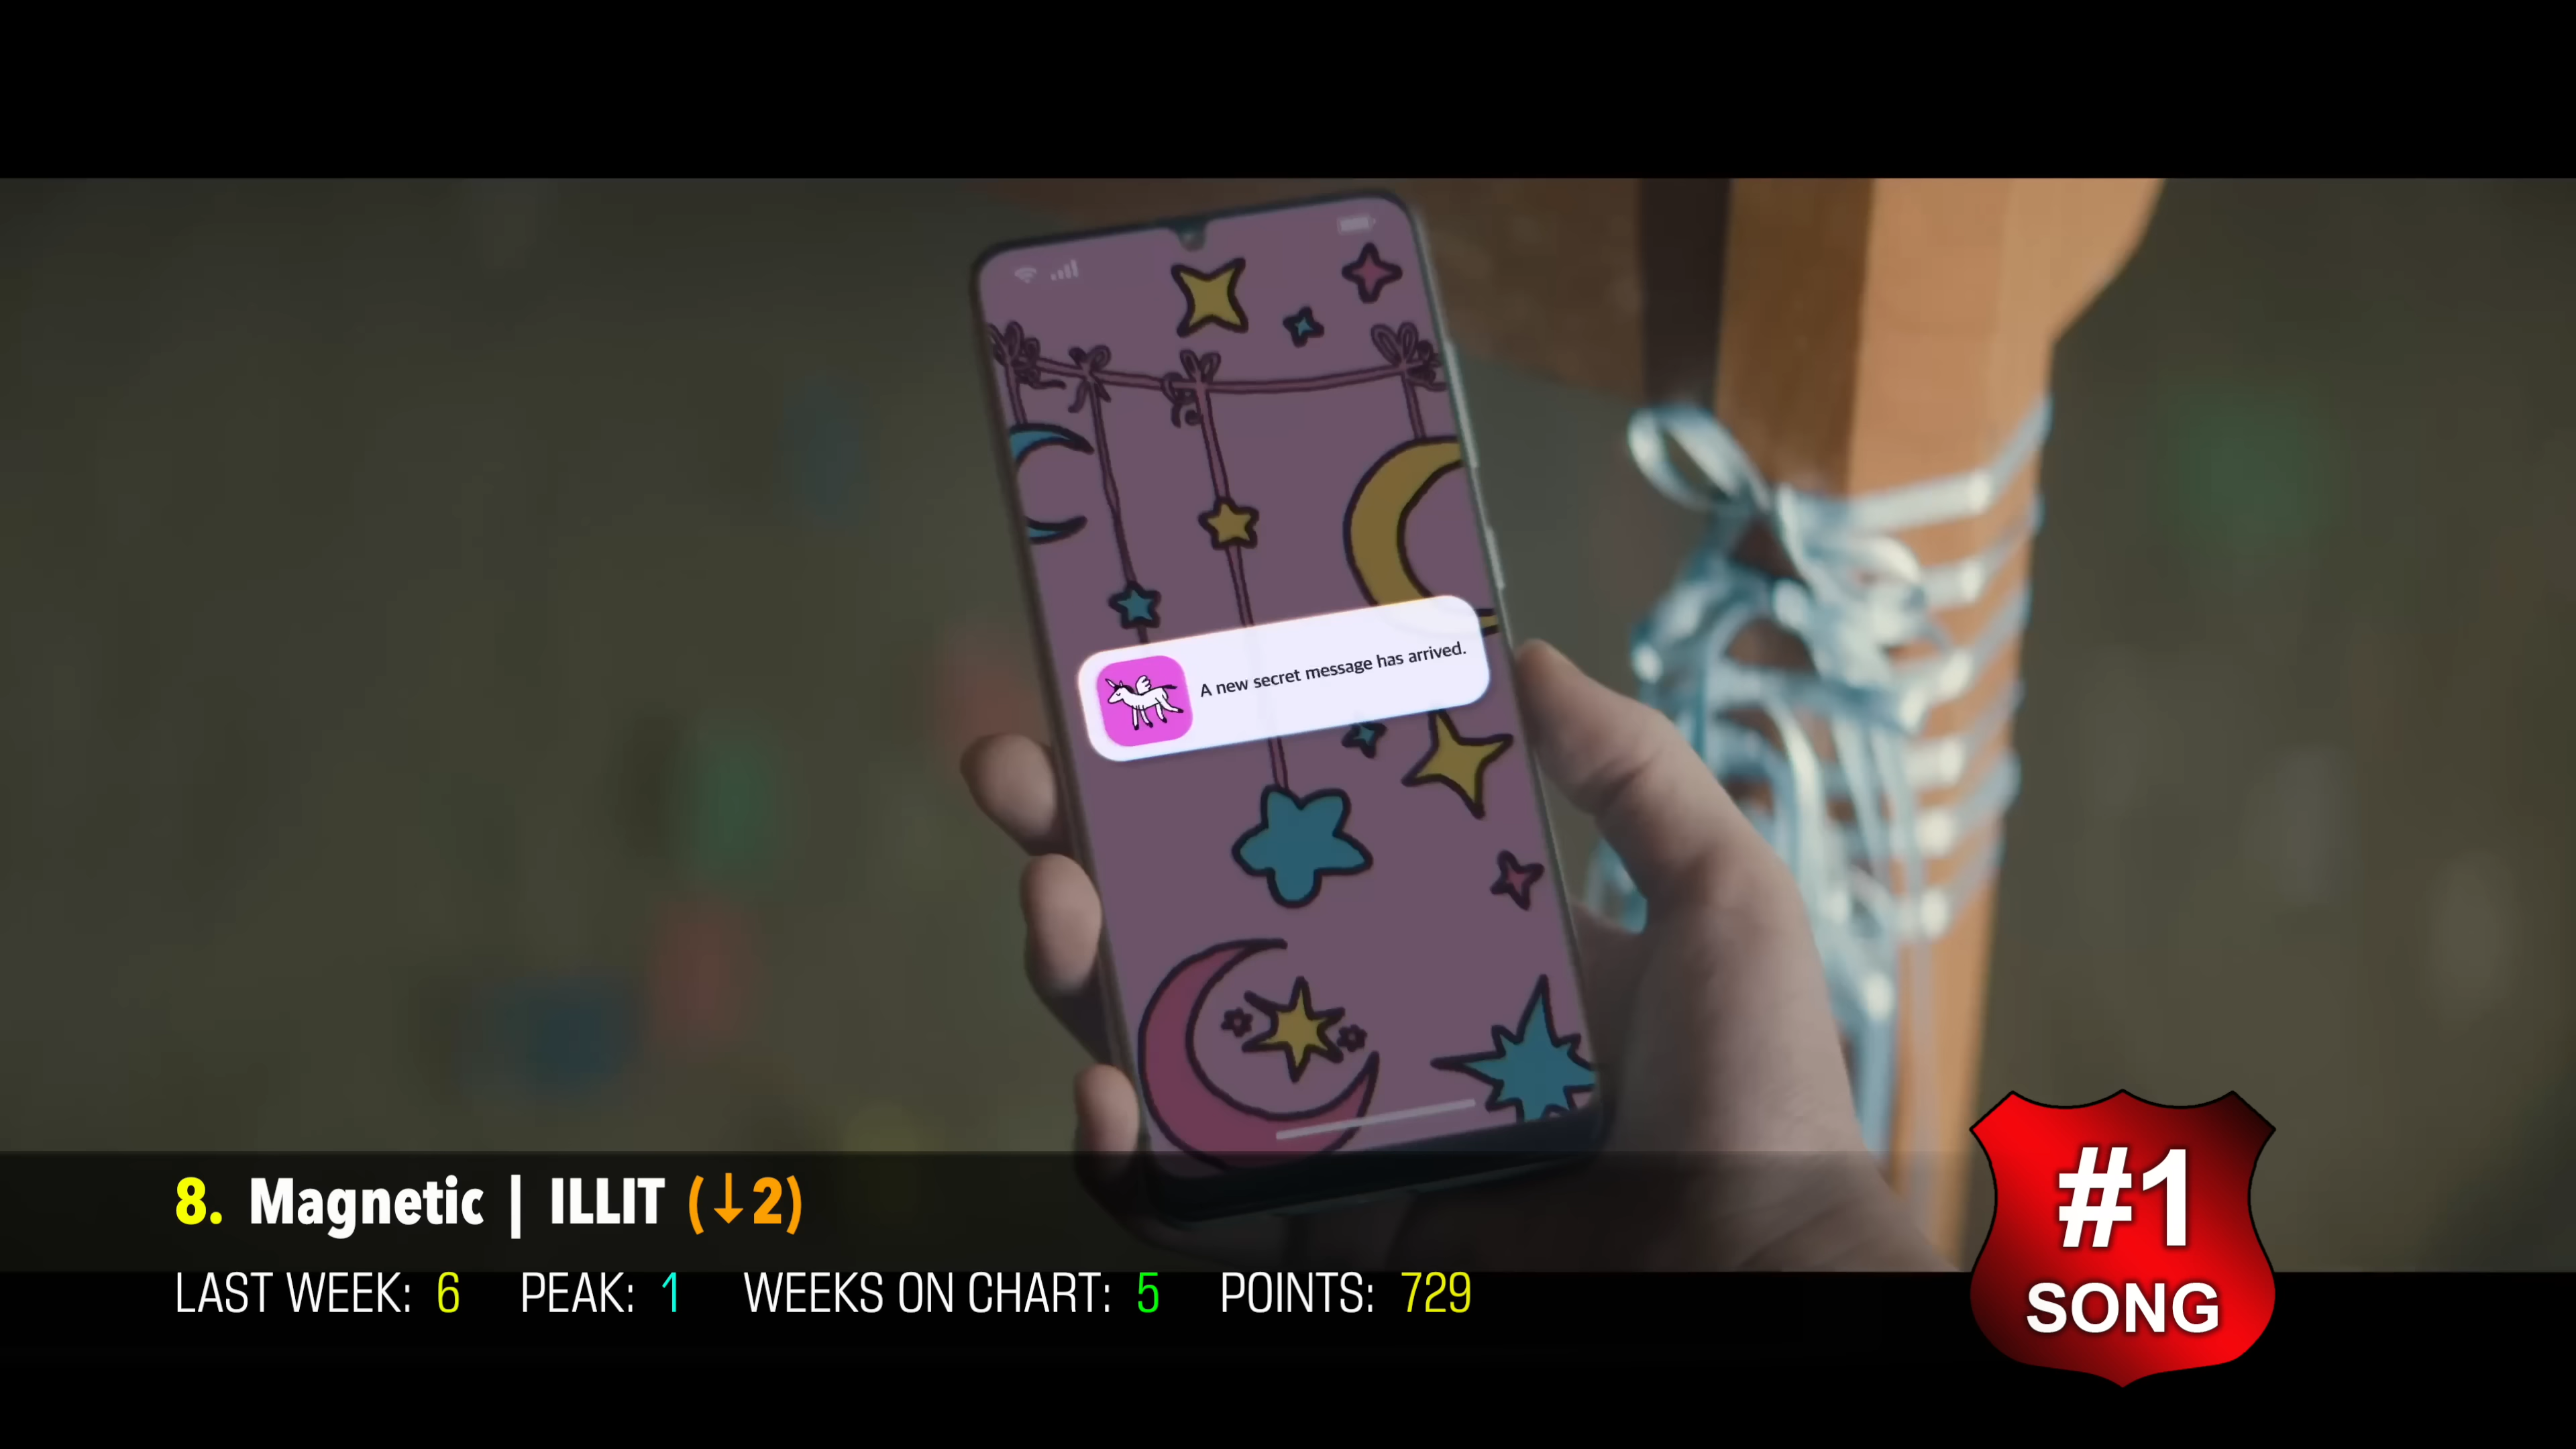 A new secret message has arrived.
8. Magnetic | ILLIT (↓2)
LAST WEEK: 6 PEAK: 1 WEEKS ON CHART: 5 POINTS: 729
#1
SONG